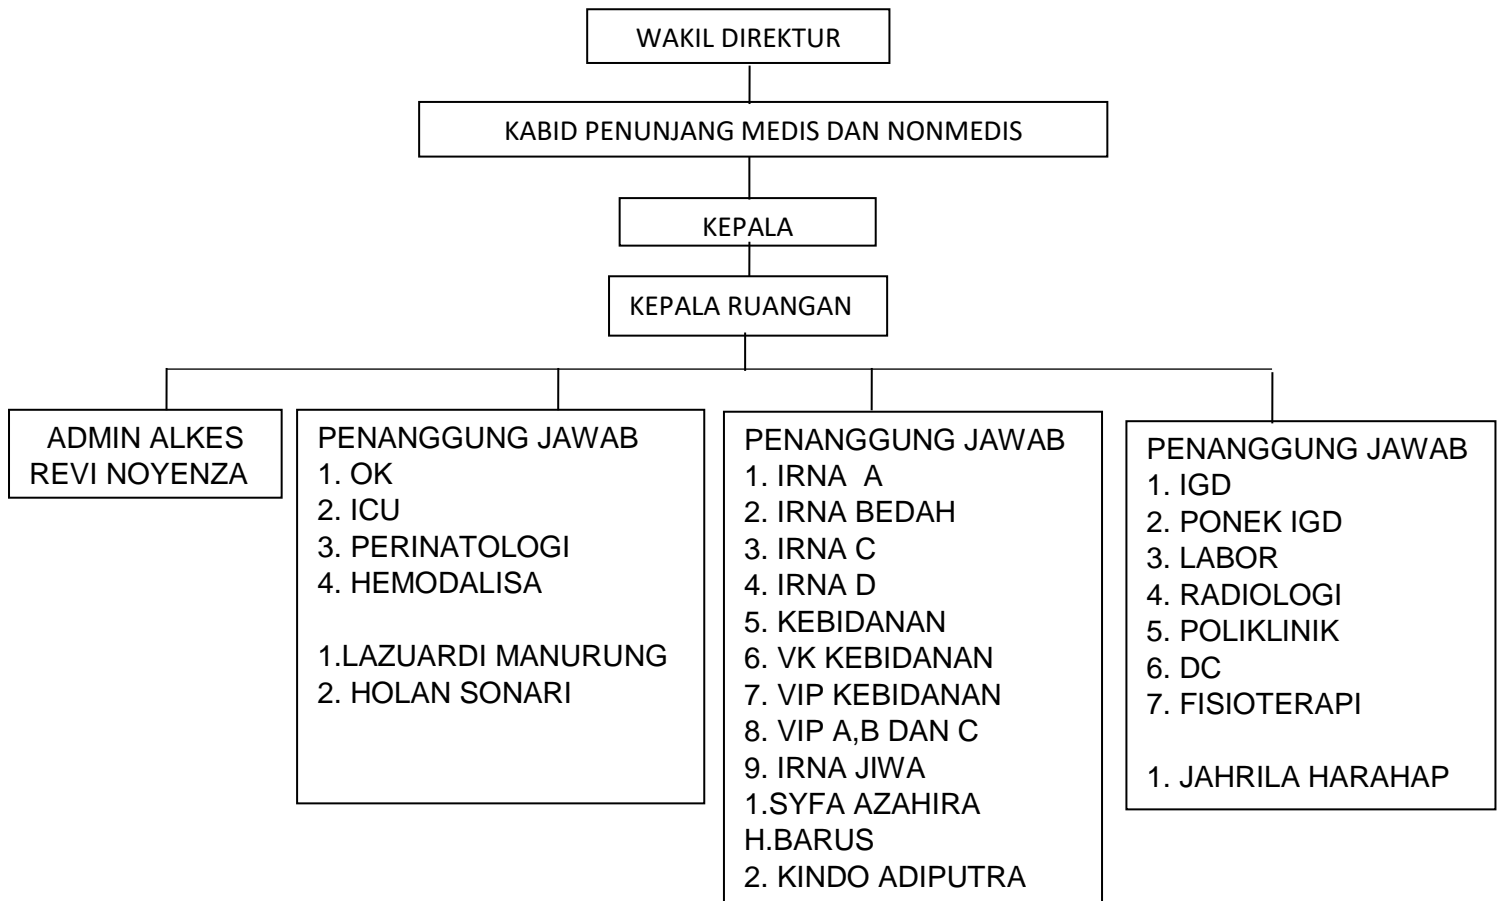 WAKIL DIREKTUR
KABID PENUNJANG MEDIS DAN NONMEDIS
KEPALA
KEPALA RUANGAN
ADMIN ALKES
REVI NOYENZA
PENANGGUNG JAWAB
1. OK
2. ICU
3. PERINATOLOGI
4. HEMODALISA
1.LAZUARDI MANURUNG
2. HOLAN SONARI
PENANGGUNG JAWAB
1. IRNA A
2. IRNA BEDAH
3. IRNA C
4. IRNA D
5. KEBIDANAN
6. VK KEBIDANAN
7. VIP KEBIDANAN
8. VIP A,B DAN C
9. IRNA JIWA
1.SYFA AZAHIRA
H.BARUS
2. KINDO ADIPUTRA
PENANGGUNG JAWAB
1. IGD
2. PONEK IGD
3. LABOR
4. RADIOLOGI
5. POLIKLINIK
6. DC
7. FISIOTERAPI
1. JAHRILA HARAHAP